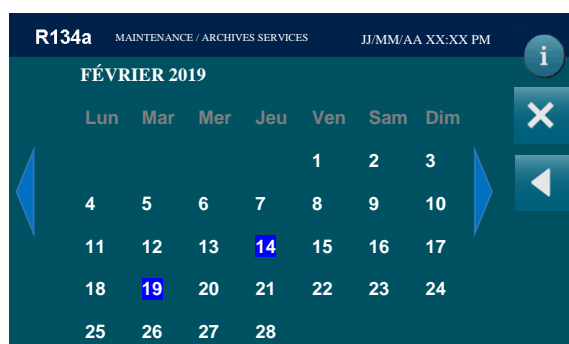 R134a MAINTENANCE / ARCHIVES SERVICES JJ/MM/AA XX:XX PM
i
FÉVRIER 2019
Lun Mar Mer Jeu Ven Sam Dim
1 2 3
4 5 6 7 8 9 10
11 12 13 14 15 16 17
18 19 20 21 22 23 24
25 26 27 28